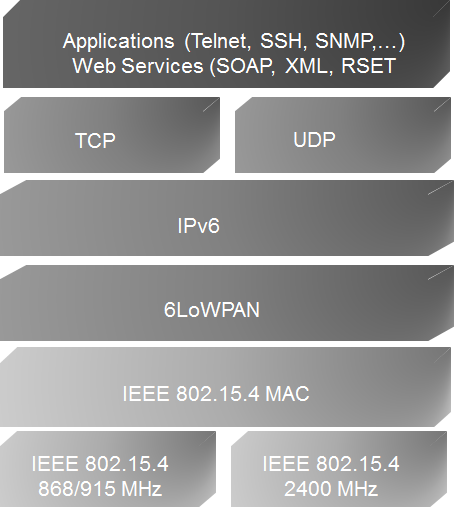 Applications (Telnet, SSH, SNMP,...)
Web Services (SOAP, XML, RSET
TCP
UDP
IPv6
6LoWPAN
IEEE 802.15.4 MAC
IEEE 802.15.4
868/915 MHz
IEEE 802.15.4
2400 MHz